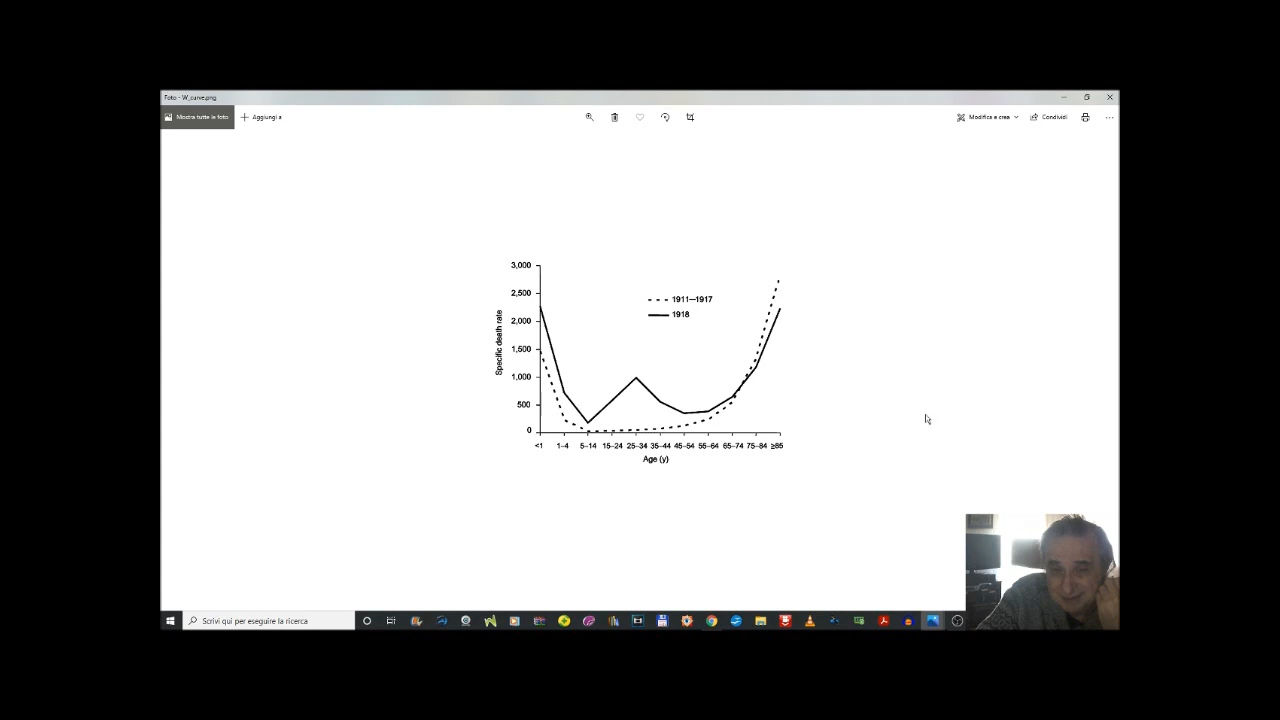 Foto - W_curve.png
Mostra tutte le foto
Aggiungi a
Modifica e crea
Condividi
3,000
2,500
2,000
1,500
1,000
500
0
Specific death rate
1911–1917
1918
<1 1–4 5–14 15–24 25–34 35–44 45–54 55–64 65–74 75–84 ≥85
Age (y)
Scrivi qui per eseguire la ricerca